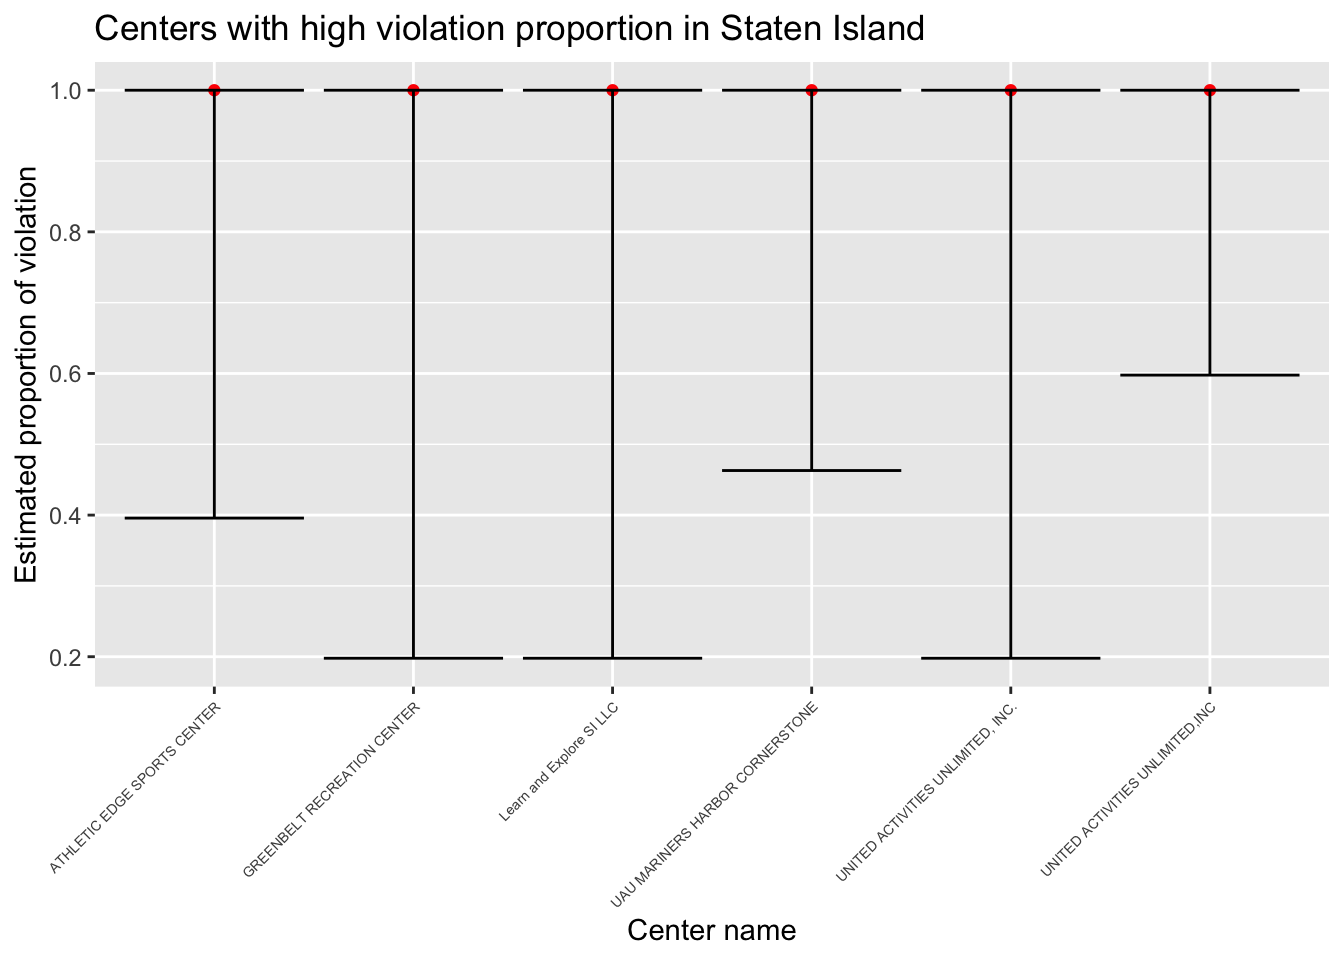 Centers with high violation proportion in Staten Island
Estimated proportion of violation
1.0
0.8
0.6
0.4
0.2
ATHLETIC EDGE SPORTS CENTER
GREENBELT RECREATION CENTER
Learn and Explore SI LLC
UAU MARINERS HARBOR CORNERSTONE
UNITED ACTIVITIES UNLIMITED, INC.
UNITED ACTIVITIES UNLIMITED,INC
Center name